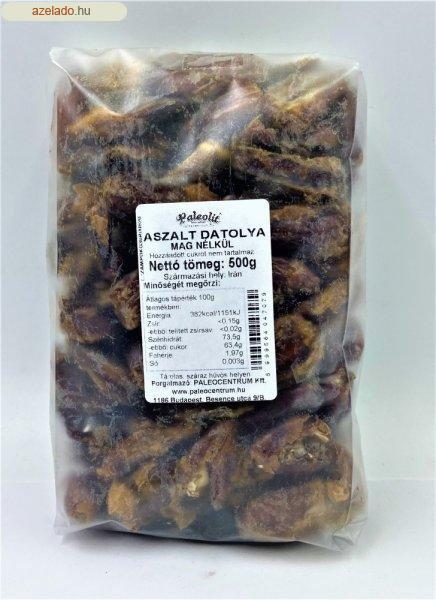 azelado.hu
Paleolit
ASZALT DATOLYA
MAG NÉLKÜL
Hozzáadott cukrot nem tartalmaz
Nettó tömeg: 500g
Származási hely: Irán
Minőségét megőrzi:
Átlagos tápérték 100g
termékben:
Energia: 382kcal/1151kJ
Zsír: <0,15g
-ebből telített zsírsav: <0,02g
Szénhidrát: 73,5g
-ebből cukor: 63,4g
Fehérje: 1,97g
Só 0,003g
Tárolás: száraz hűvös helyen
Forgalmazó: PALEOCENTRUM Kft.
www.paleocentrum.hu
1186 Budapest, Besence utca 9/B
5 999564 047079